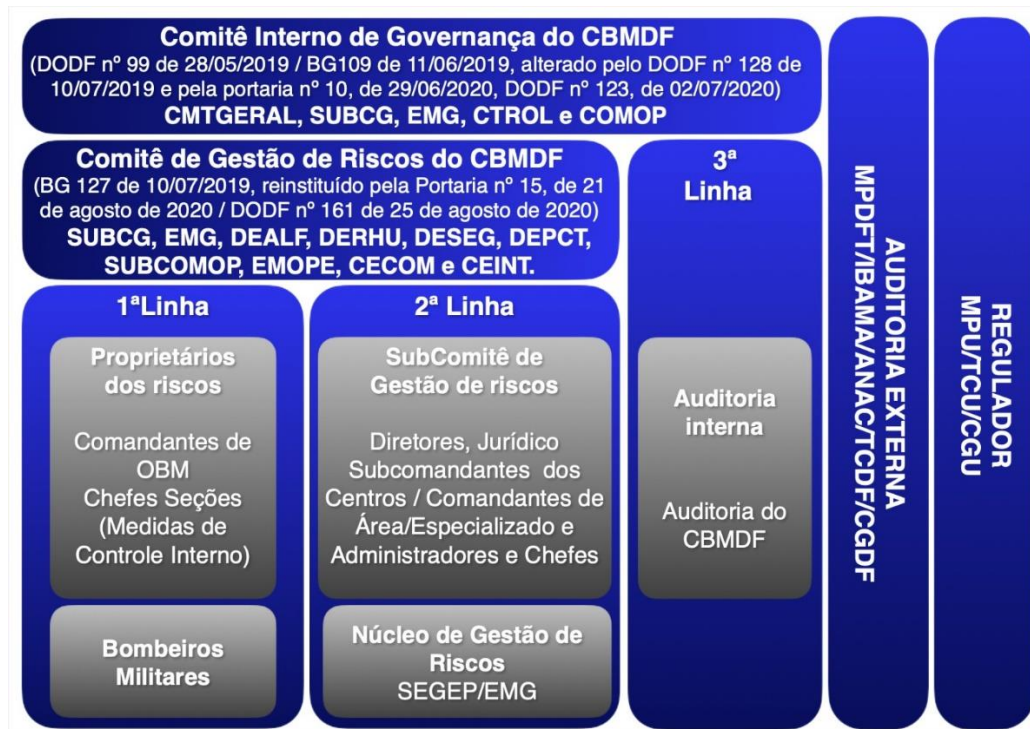 Comitê Interno de Governança do CBMDF
(DODF nº 99 de 28/05/2019 / BG109 de 11/06/2019, alterado pelo DODF nº 128 de
10/07/2019 e pela portaria nº 10, de 29/06/2020, DODF nº 123, de 02/07/2020)
CMTGERAL, SUBCG, EMG, CTROL e COMOP
Comitê de Gestão de Riscos do CBMDF
(BG 127 de 10/07/2019, reinstituído pela Portaria nº 15, de 21
de agosto de 2020 / DODF nº 161 de 25 de agosto de 2020)
SUBCG, EMG, DEALF, DERHU, DESEG, DEPCT,
SUBCOMOP, EMOPE, CECOM e CEINT.
1ªLinha
Proprietários
dos riscos
Comandantes de
OBM
Chefes Seções
(Medidas de
Controle Interno)
Bombeiros
Militares
2ª Linha
SubComitê de
Gestão de riscos
Diretores, Jurídico
Subcomandantes dos
Centros / Comandantes de
Área/Especializado e
Administradores e Chefes
Núcleo de Gestão de
Riscos
SEGEP/EMG
3ª
Linha
Auditoria
interna
Auditoria do
CBMDF
AUDITORIA EXTERNA
MPDFT/IBAMA/ANAC/TCDF/CGDF
REGULADOR
MPU/TCU/CGU